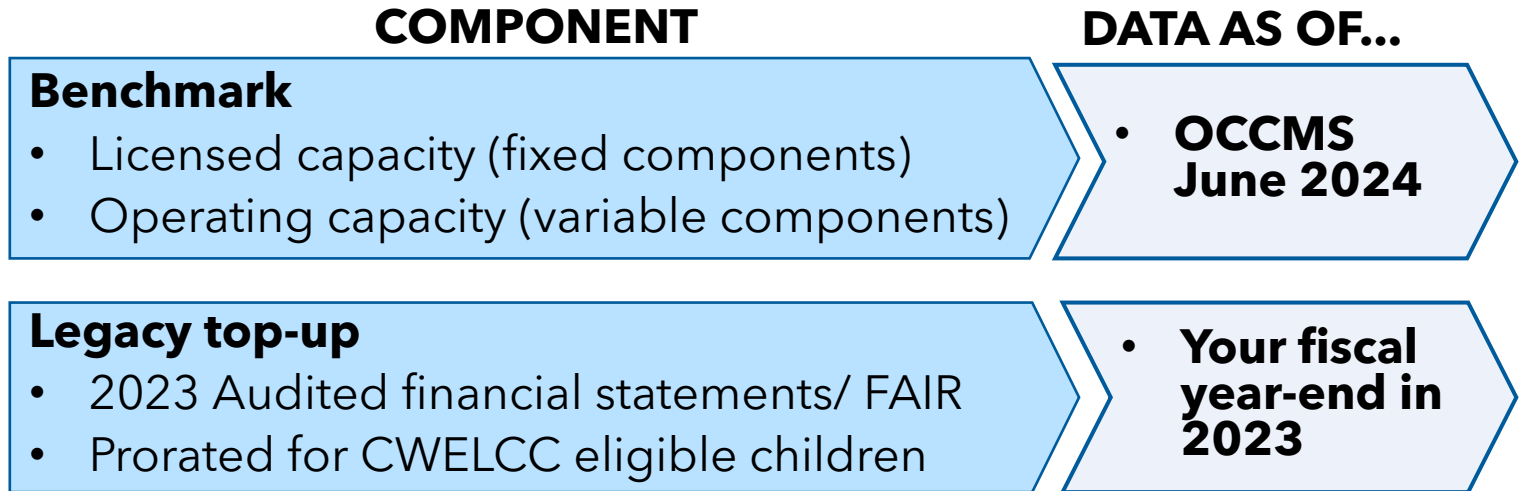 COMPONENT
DATA AS OF...
Benchmark
• Licensed capacity (fixed components)
• Operating capacity (variable components)
• OCCMS
June 2024
Legacy top-up
• 2023 Audited financial statements/ FAIR
• Prorated for CWELCC eligible children
• Your fiscal
year-end in
2023